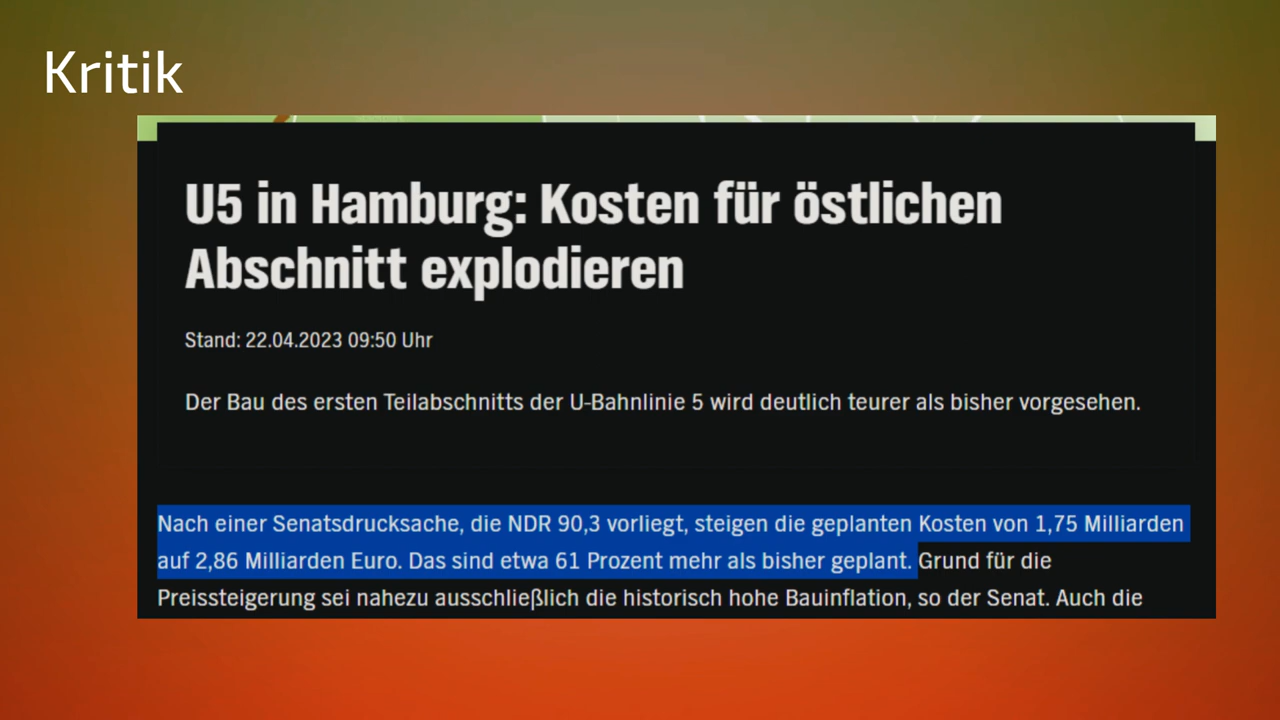 Kritik
U5 in Hamburg: Kosten für östlichen
Abschnitt explodieren
Stand: 22.04.2023 09:50 Uhr
Der Bau des ersten Teilabschnitts der U-Bahnlinie 5 wird deutlich teurer als bisher vorgesehen.
Nach einer Senatsdrucksache, die NDR 90,3 vorliegt, steigen die geplanten Kosten von 1,75 Milliarden
auf 2,86 Milliarden Euro. Das sind etwa 61 Prozent mehr als bisher geplant. Grund für die
Preissteigerung sei nahezu ausschließlich die historisch hohe Bauinflation, so der Senat. Auch die